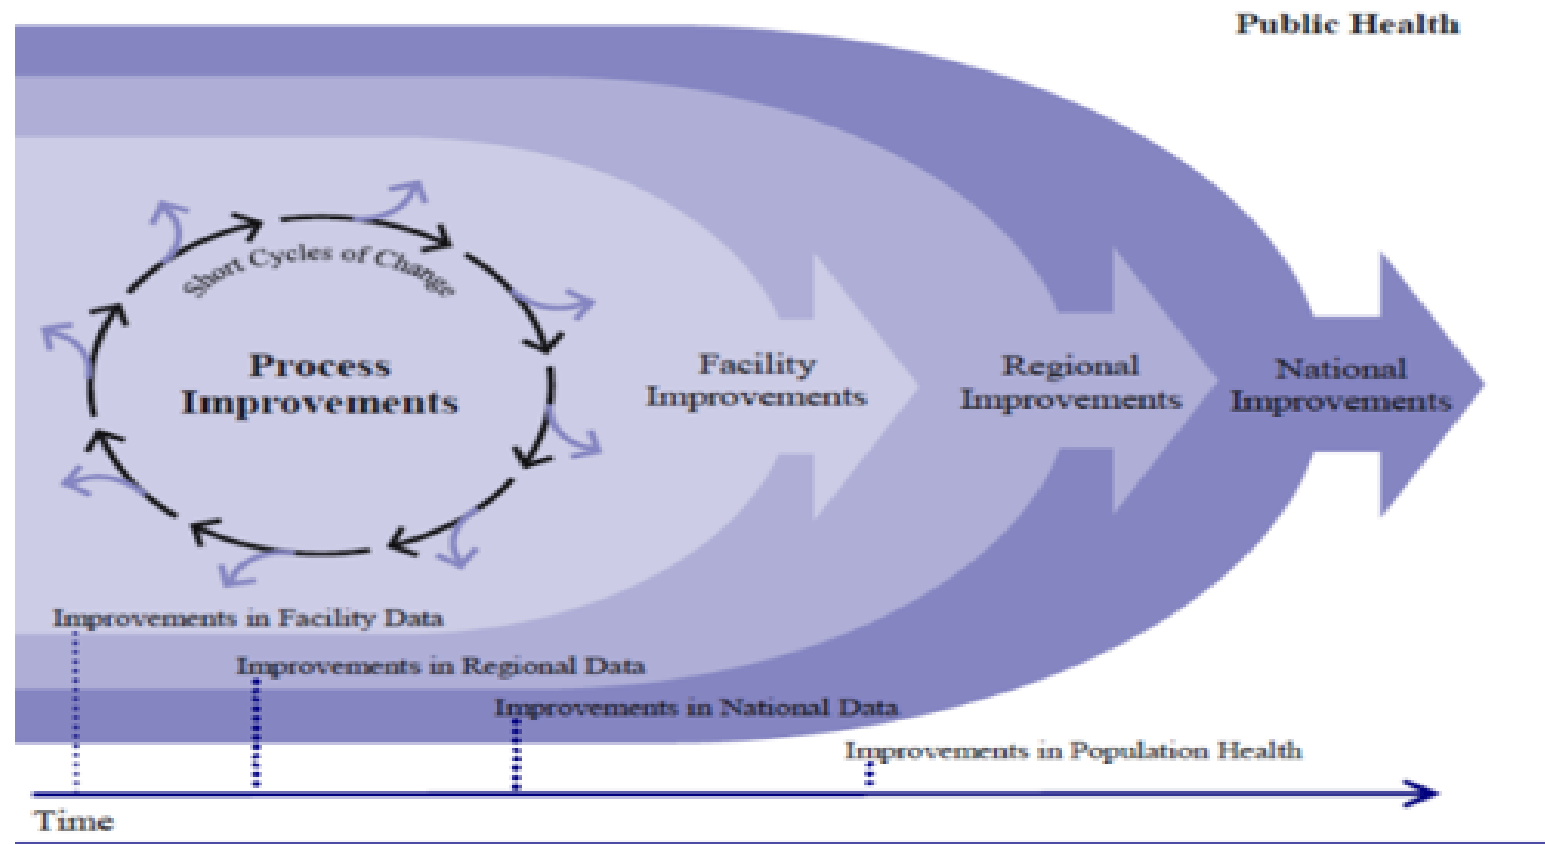 Public Health
Short Cycles of Change
Process
Improvements
Facility
Improvements
Regional
Improvements
National
Improvements
Improvements in Facility Data
Improvements in Regional Data
Improvements in National Data
Improvements in Population Health
Time